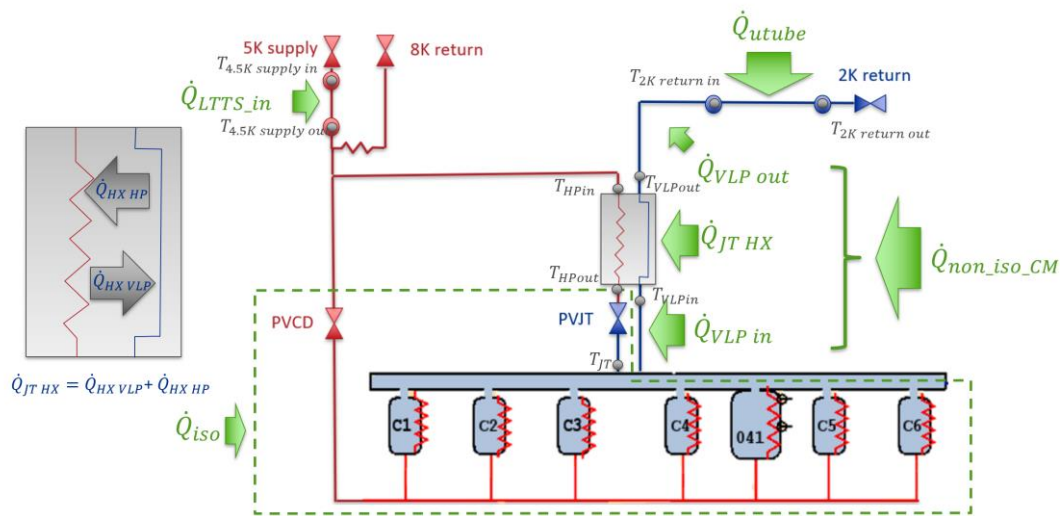 5K supply
8K return
T4.5K supply in
Q̇LTTS_in
T4.5K supply out
Q̇utube
T2K return in
2K return
T2K return out
Q̇VLP out
THPin
TVLPout
Q̇HX HP
Q̇HX VLP
Q̇JT HX
Q̇non_iso_CM
THPout
TVLPin
PVCD
PVJT
Q̇VLP in
TJT
Q̇JT HX = Q̇HX VLP + Q̇HX HP
Q̇iso
C1
C2
C3
C4
041
C5
C6